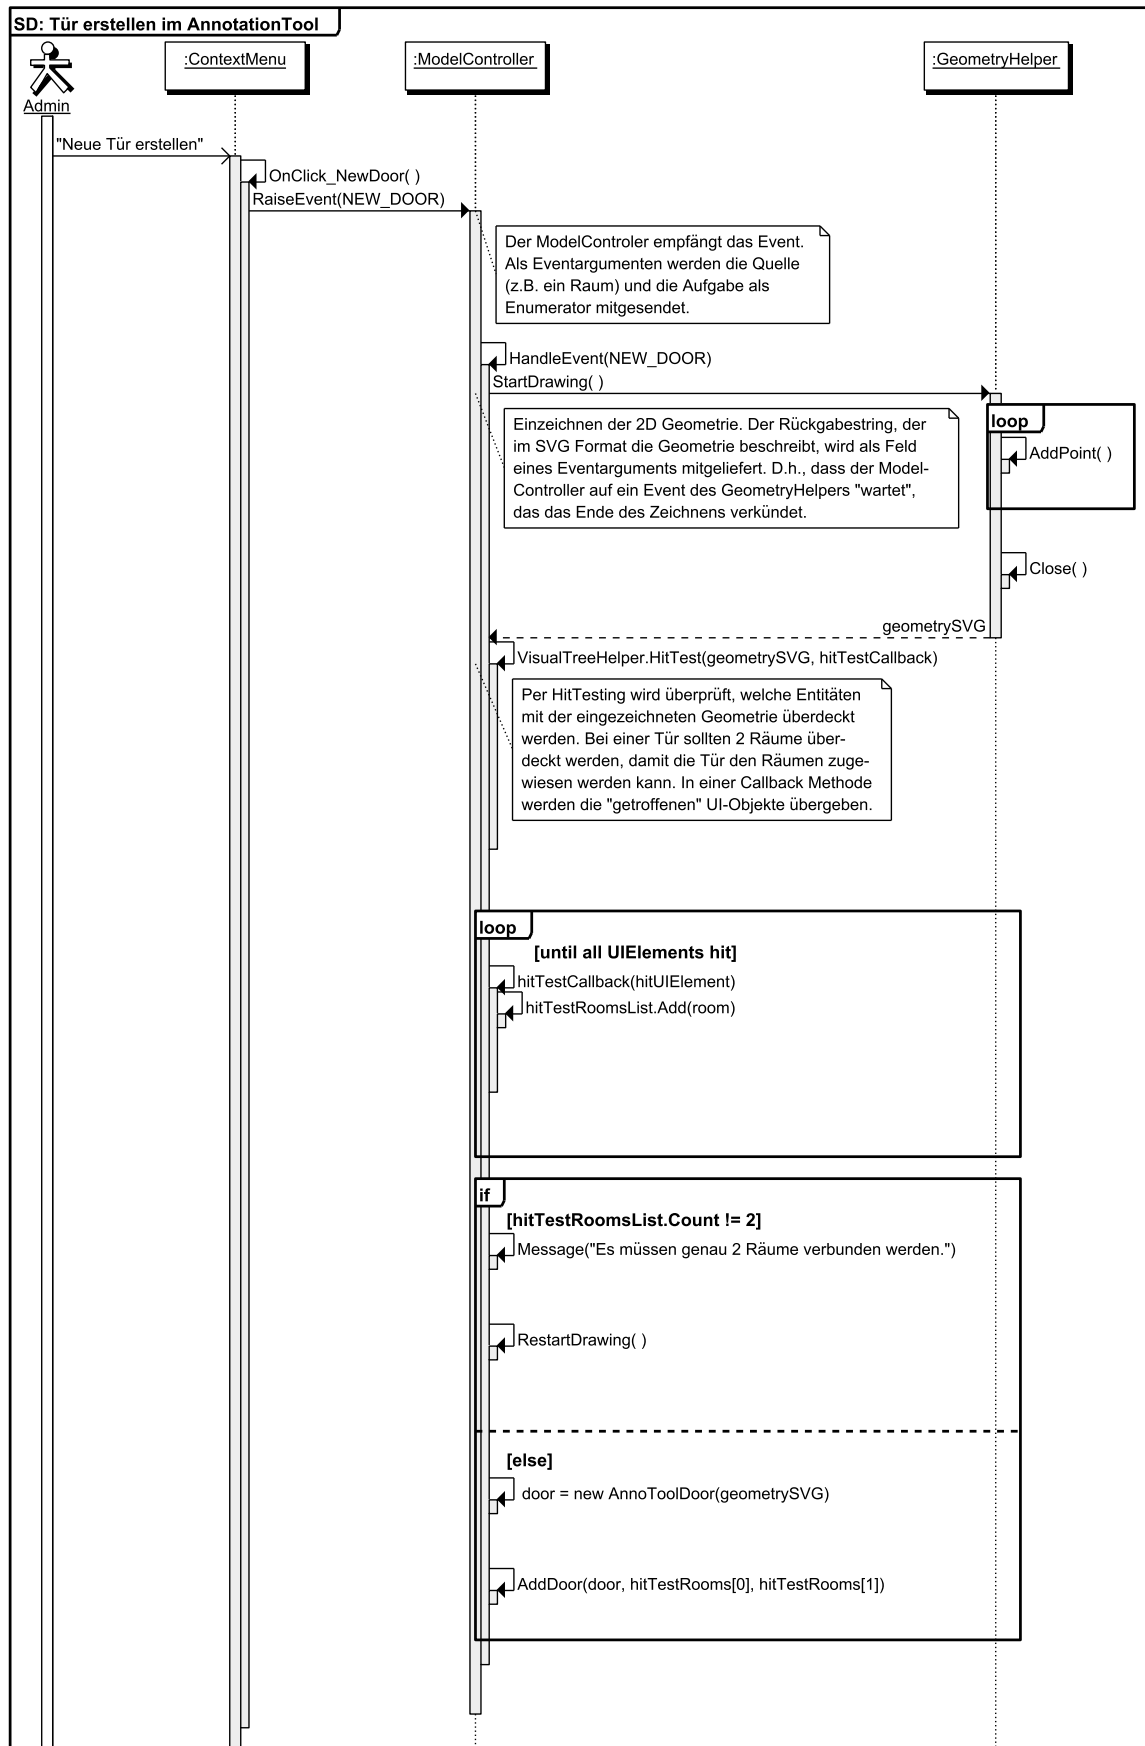 SD: Tür erstellen im AnnotationTool
Admin
:ContextMenu
:ModelController
:GeometryHelper
"Neue Tür erstellen"
OnClick_NewDoor( )
RaiseEvent(NEW_DOOR)
Der ModelControler empfängt das Event.
Als Eventargumenten werden die Quelle
(z.B. ein Raum) und die Aufgabe als
Enumerator mitgesendet.
HandleEvent(NEW_DOOR)
StartDrawing( )
Einzeichnen der 2D Geometrie. Der Rückgabestring, der
im SVG Format die Geometrie beschreibt, wird als Feld
eines Eventarguments mitgeliefert. D.h., dass der Model-
Controller auf ein Event des GeometryHelpers "wartet",
das das Ende des Zeichnens verkündet.
loop
AddPoint( )
Close( )
geometrySVG
VisualTreeHelper.HitTest(geometrySVG, hitTestCallback)
Per HitTesting wird überprüft, welche Entitäten
mit der eingezeichneten Geometrie überdeckt
werden. Bei einer Tür sollten 2 Räume über-
deckt werden, damit die Tür den Räumen zuge-
wiesen werden kann. In einer Callback Methode
werden die "getroffenen" UI-Objekte übergeben.
loop
[until all UIElements hit]
hitTestCallback(hitUIElement)
hitTestRoomsList.Add(room)
if
[hitTestRoomsList.Count != 2]
Message("Es müssen genau 2 Räume verbunden werden.")
RestartDrawing( )
[else]
door = new AnnoToolDoor(geometrySVG)
AddDoor(door, hitTestRooms[0], hitTestRooms[1])